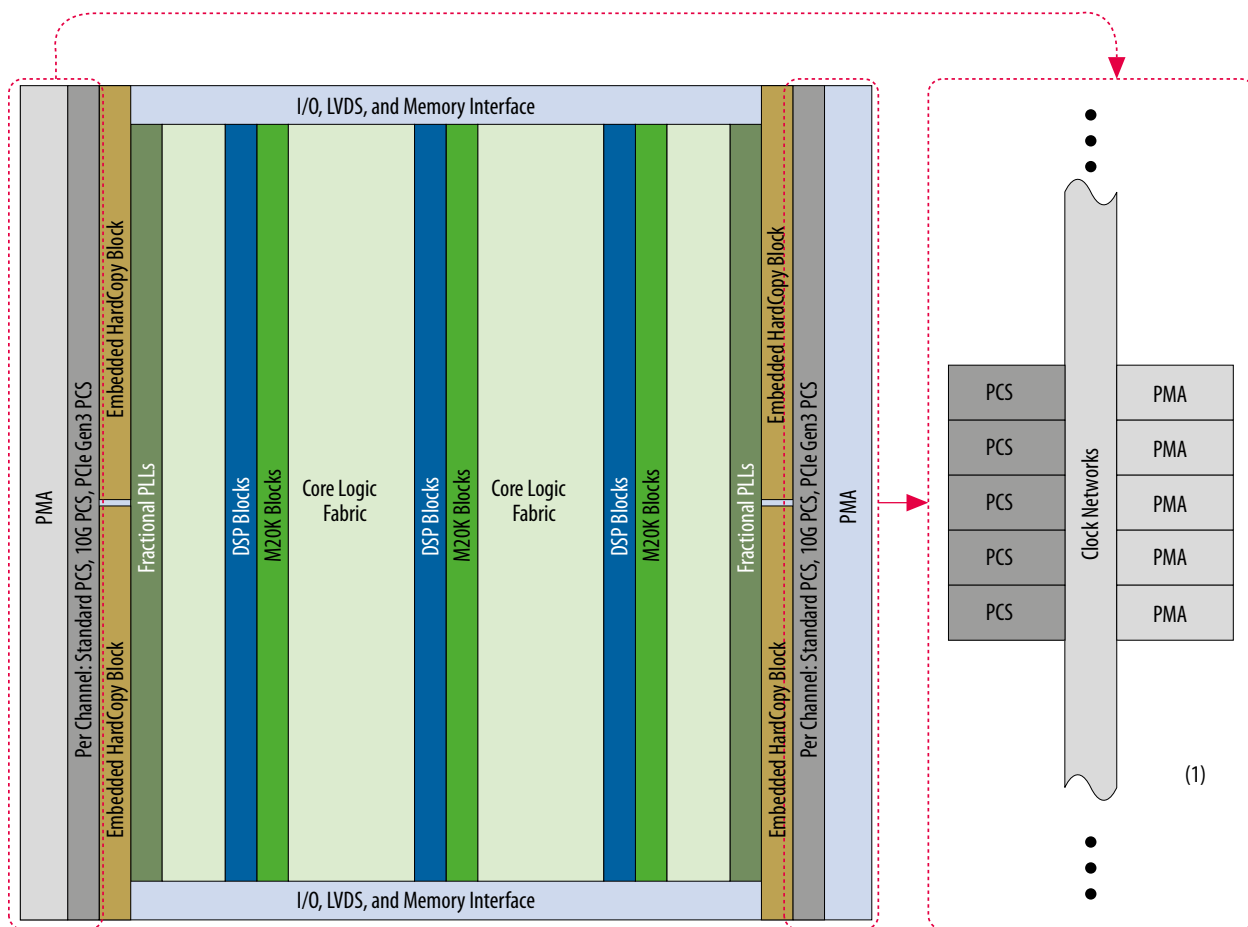 I/O, LVDS, and Memory Interface
PMA
Per Channel: Standard PCS, 10G PCS, PCIe Gen3 PCS
Embedded HardCopy Block
Embedded HardCopy Block
Fractional PLLs
DSP Blocks
M20K Blocks
Core Logic
Fabric
DSP Blocks
M20K Blocks
Core Logic
Fabric
DSP Blocks
M20K Blocks
Fractional PLLs
Embedded HardCopy Block
Embedded HardCopy Block
Per Channel: Standard PCS, 10G PCS, PCIe Gen3 PCS
PMA
I/O, LVDS, and Memory Interface
PCS
PMA
PCS
PMA
PCS
PMA
PCS
PMA
PCS
PMA
Clock Networks
(1)